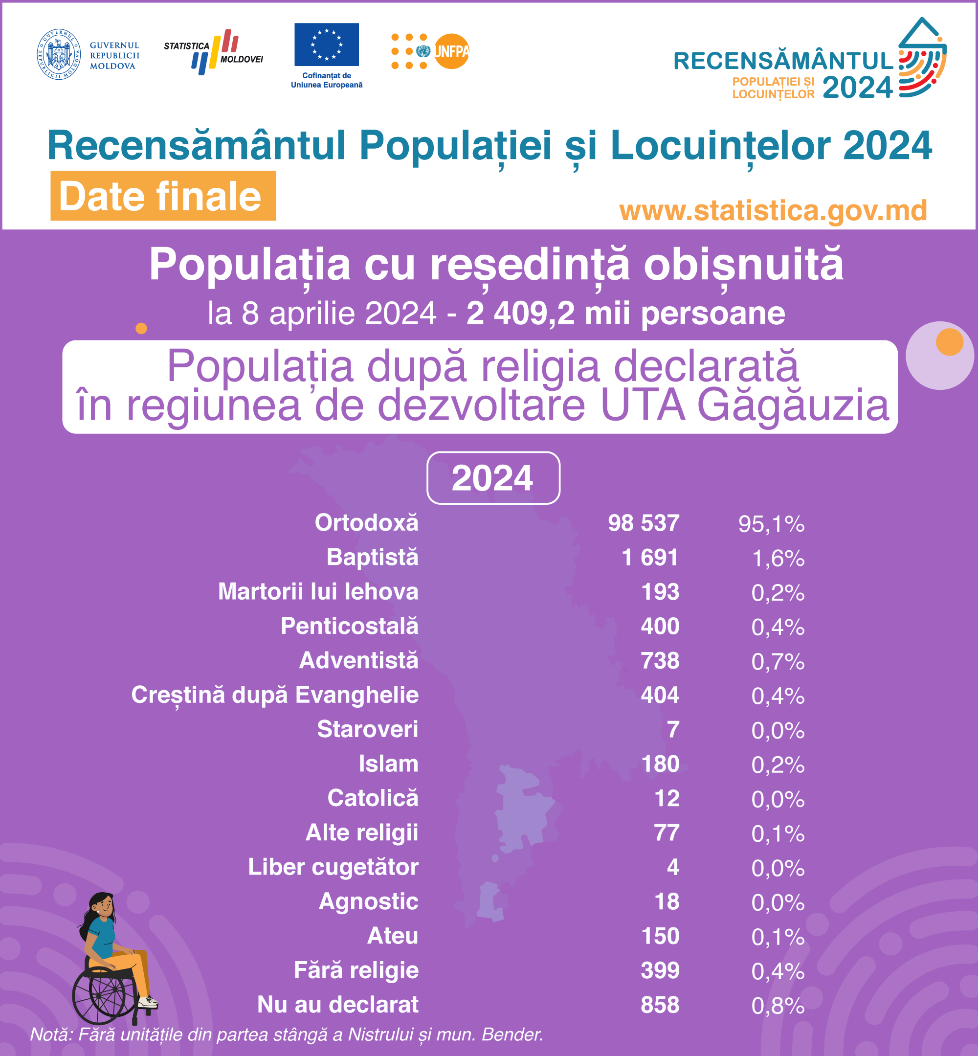 GUVERNUL
REPUBLICII
MOLDOVA
STATISTICA
MOLDOVEI
Cofinanțat de
Uniunea Europeană
UNFPA
RECENSĂMÂNTUL
POPULAȚIEI ȘI
LOCUINȚELOR
2024
Recensământul Populației și Locuințelor 2024
Date finale
www.statistica.gov.md
Populația cu reședință obișnuită
la 8 aprilie 2024 - 2 409,2 mii persoane
Populația după religia declarată
în regiunea de dezvoltare UTA Găgăuzia
2024
Ortodoxă 98 537 95,1%
Baptistă 1 691 1,6%
Martorii lui Iehova 193 0,2%
Penticostală 400 0,4%
Adventistă 738 0,7%
Creștină după Evanghelie 404 0,4%
Staroveri 7 0,0%
Islam 180 0,2%
Catolică 12 0,0%
Alte religii 77 0,1%
Liber cugetător 4 0,0%
Agnostic 18 0,0%
Ateu 150 0,1%
Fără religie 399 0,4%
Nu au declarat 858 0,8%
Notă: Fără unitățile din partea stângă a Nistrului și mun. Bender.